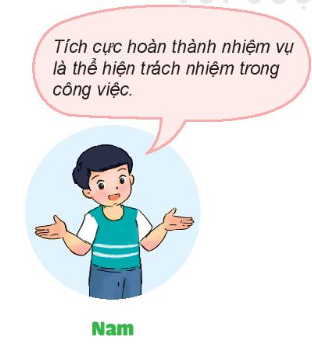 Tích cực hoàn thành nhiệm vụ
là thể hiện trách nhiệm trong
công việc.
Nam